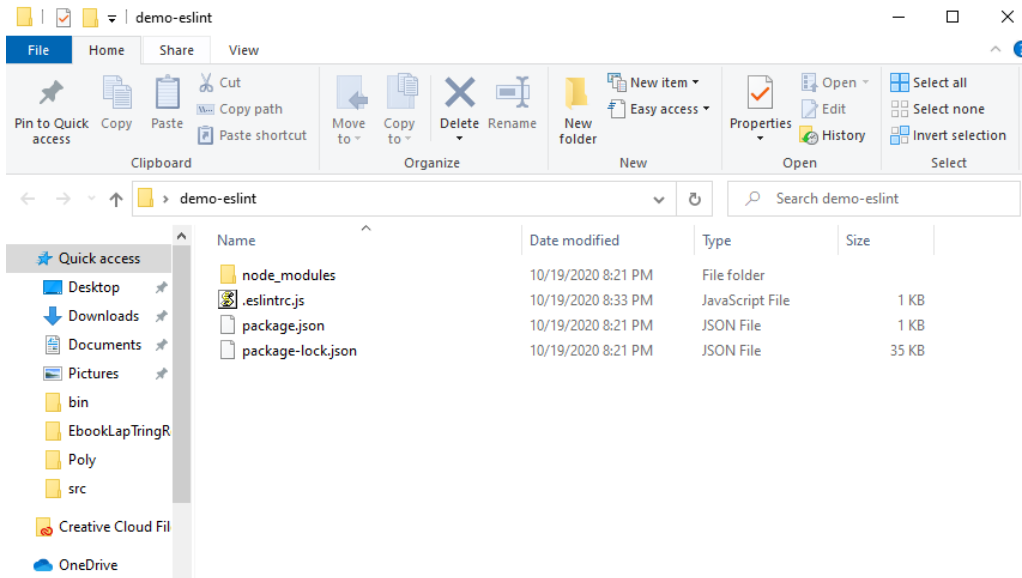 demo-eslint
File Home Share View
Pin to Quick access
Copy
Paste
Cut
Copy path
Paste shortcut
Clipboard
Move to
Copy to
Delete
Rename
Organize
New folder
New item
Easy access
New
Properties
Open
Edit
History
Open
Select all
Select none
Invert selection
Select
demo-eslint
Search demo-eslint
Quick access
Desktop
Downloads
Documents
Pictures
bin
EbookLapTringR
Poly
src
Creative Cloud Fil
OneDrive
Name Date modified Type Size
node_modules 10/19/2020 8:21 PM File folder
.eslintrc.js 10/19/2020 8:33 PM JavaScript File 1 KB
package.json 10/19/2020 8:21 PM JSON File 1 KB
package-lock.json 10/19/2020 8:21 PM JSON File 35 KB